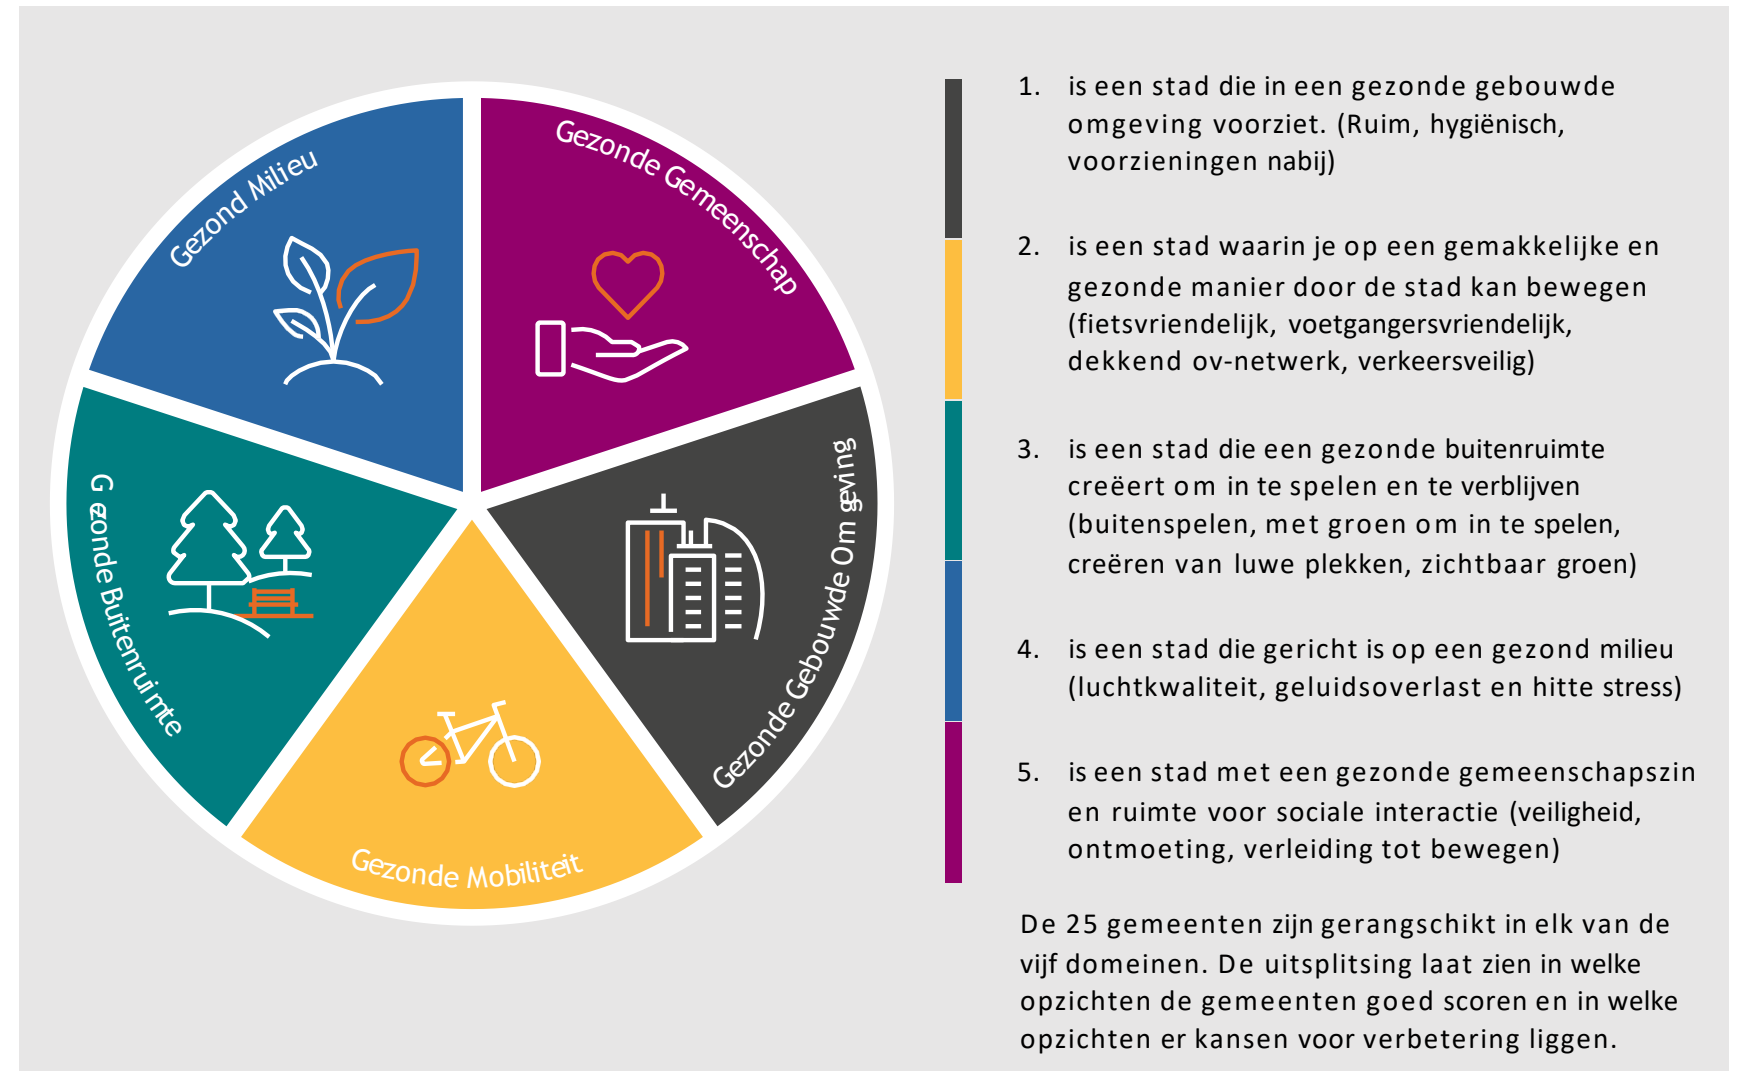 Gezond Milieu
Gezonde Gemeenschap
Gezonde Gebouwde Omgeving
Gezonde Mobiliteit
Gezonde Buitenruimte
1. is een stad die in een gezonde gebouwde
omgeving voorziet. (Ruim, hygiënisch,
voorzieningen nabij)
2. is een stad waarin je op een gemakkelijke en
gezonde manier door de stad kan bewegen
(fietsvriendelijk, voetgangersvriendelijk,
dekkend ov-netwerk, verkeersveilig)
3. is een stad die een gezonde buitenruimte
creëert om in te spelen en te verblijven
(buitenspelen, met groen om in te spelen,
creëren van luwe plekken, zichtbaar groen)
4. is een stad die gericht is op een gezond milieu
(luchtkwaliteit, geluidsoverlast en hitte stress)
5. is een stad met een gezonde gemeenschapszin
en ruimte voor sociale interactie (veiligheid,
ontmoeting, verleiding tot bewegen)
De 25 gemeenten zijn gerangschikt in elk van de
vijf domeinen. De uitsplitsing laat zien in welke
opzichten de gemeenten goed scoren en in welke
opzichten er kansen voor verbetering liggen.